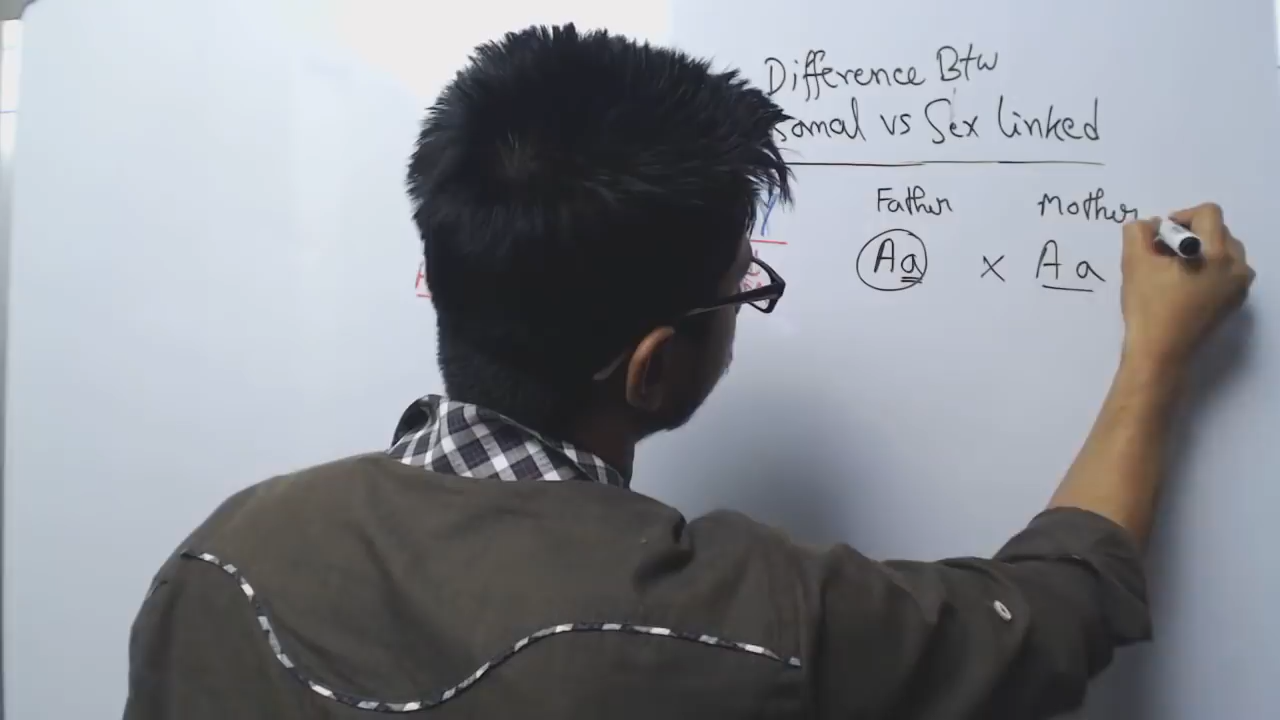 Difference Btw
somal vs Sex linked
Y
Father Mother
Aa x Aa